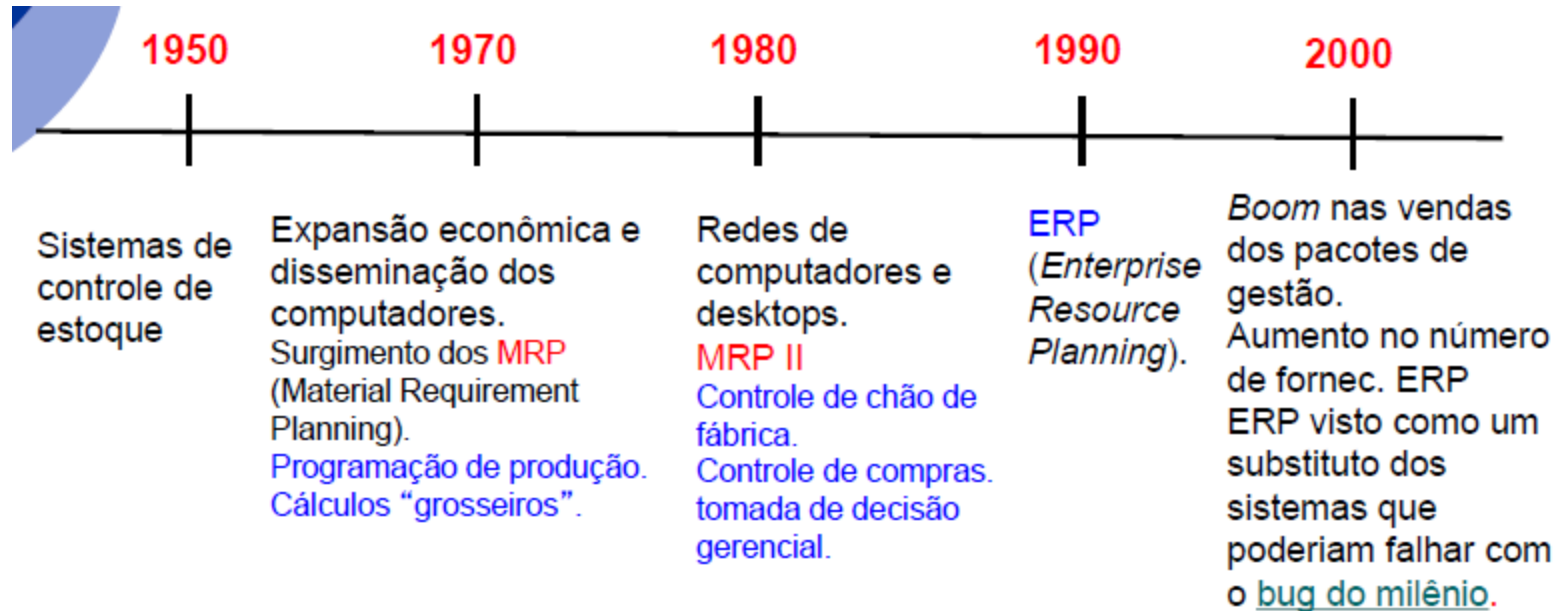 1950
Sistemas de
controle de
estoque
1970
Expansão econômica e
disseminação dos
computadores.
Surgimento dos MRP
(Material Requirement
Planning).
Programação de produção.
Cálculos “grosseiros”.
1980
Redes de
computadores e
desktops.
MRP II
Controle de chão de
fábrica.
Controle de compras.
tomada de decisão
gerencial.
1990
ERP
(Enterprise
Resource
Planning).
2000
Boom nas vendas
dos pacotes de
gestão.
Aumento no número
de fornec. ERP
ERP visto como um
substituto dos
sistemas que
poderiam falhar com
o bug do milênio.